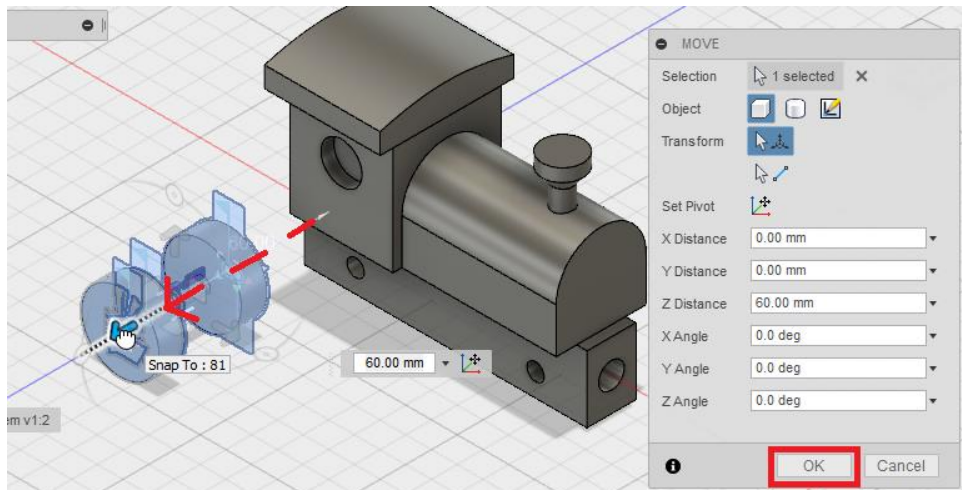 MOVE
Selection 1 selected
Object
Transform
Set Pivot
X Distance 0.00 mm
Y Distance 0.00 mm
Z Distance 60.00 mm
X Angle 0.0 deg
Y Angle 0.0 deg
Z Angle 0.0 deg
OK Cancel
60.00 mm
Snap To : 81
em v1:2